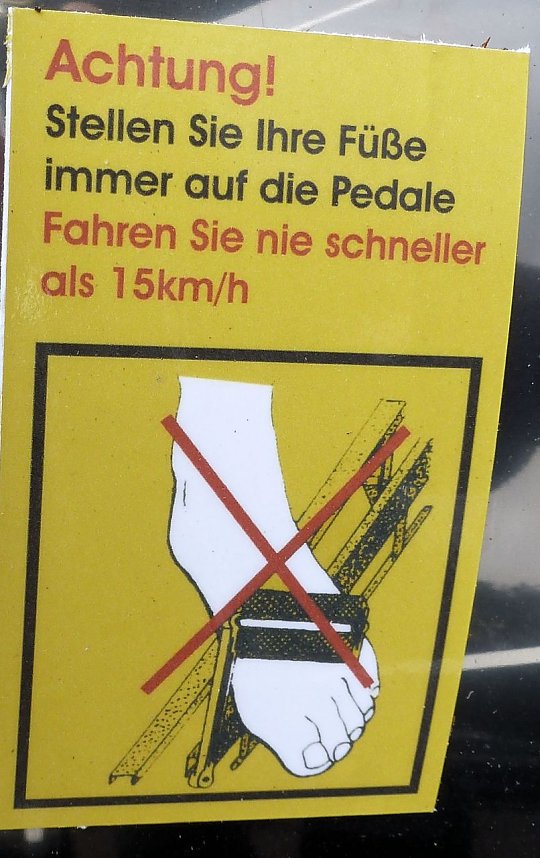 Achtung!
Stellen Sie Ihre Füße
immer auf die Pedale
Fahren Sie nie schneller
als 15km/h